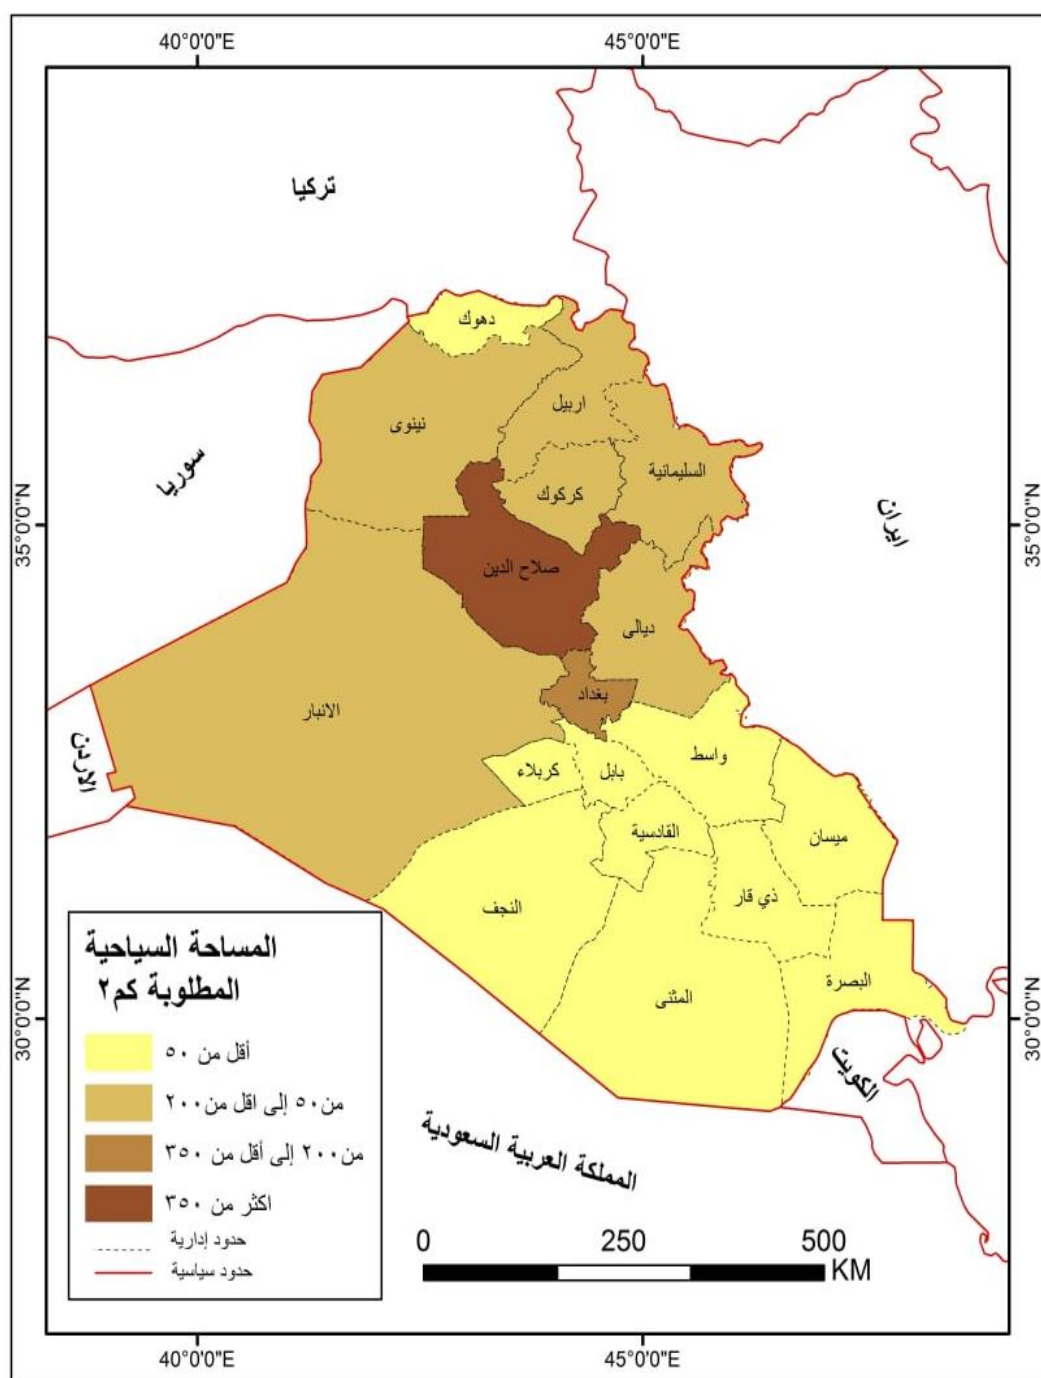 40°0'0"E 45°0'0"E
تركيا
دهوك
اربيل
نينوى
السليمانية
كركوك
سوريا
ايران
35°0'0"N 35°0'0"N
صلاح الدين
ديالى
بغداد
الانبار
الاردن
واسط
كربلاء
بابل
القادسية
ميسان
ذي قار
النجف
البصرة
المثنى
30°0'0"N 30°0'0"N
الكويت
المملكة العربية السعودية
المساحة السياحية
المطلوبة كم٢
أقل من ٥٠
من٥٠ إلى اقل من٢٠٠
من٢٠٠ إلى أقل من ٣٥٠
اكثر من ٣٥٠
حدود إدارية
حدود سياسية
0 250 500
KM
40°0'0"E 45°0'0"E